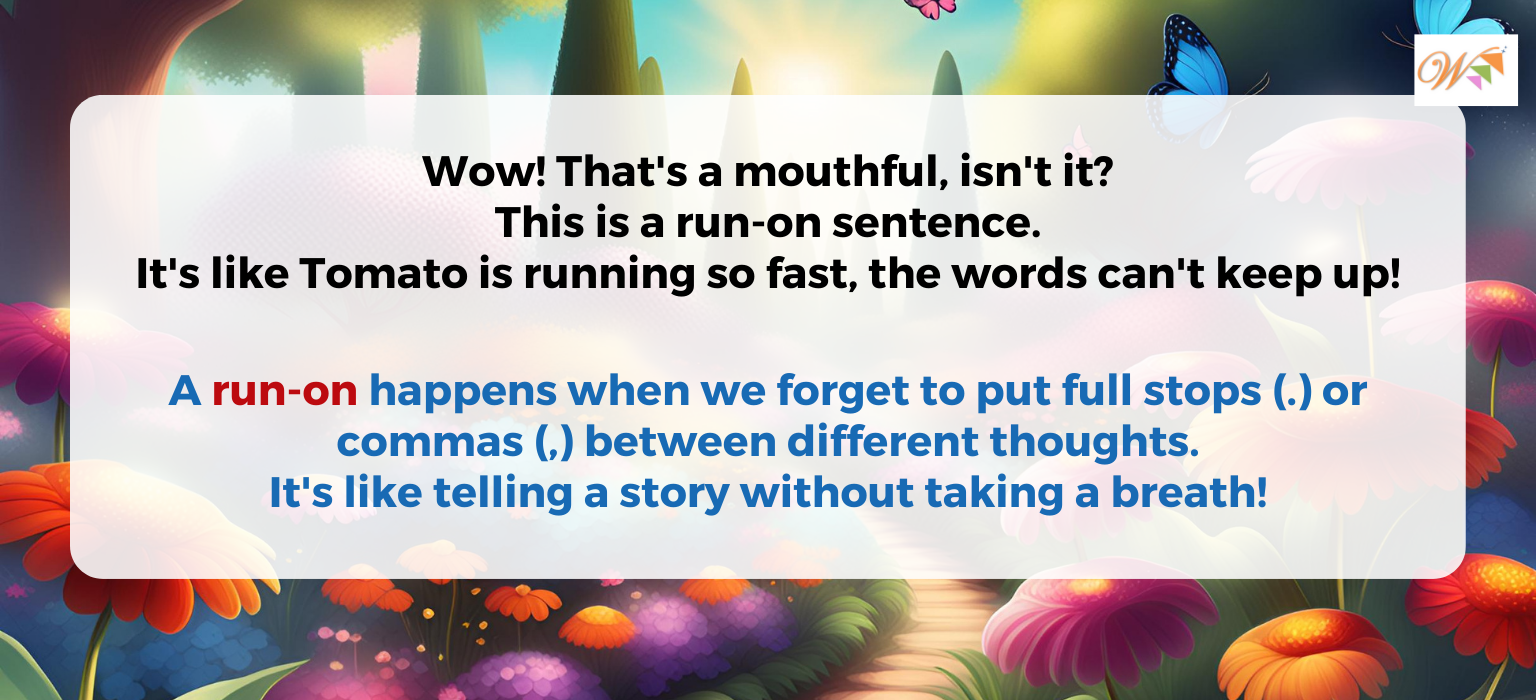 W
Wow! That's a mouthful, isn't it?
This is a run-on sentence.
It's like Tomato is running so fast, the words can't keep up!
A run-on happens when we forget to put full stops (.) or
commas (,) between different thoughts.
It's like telling a story without taking a breath!